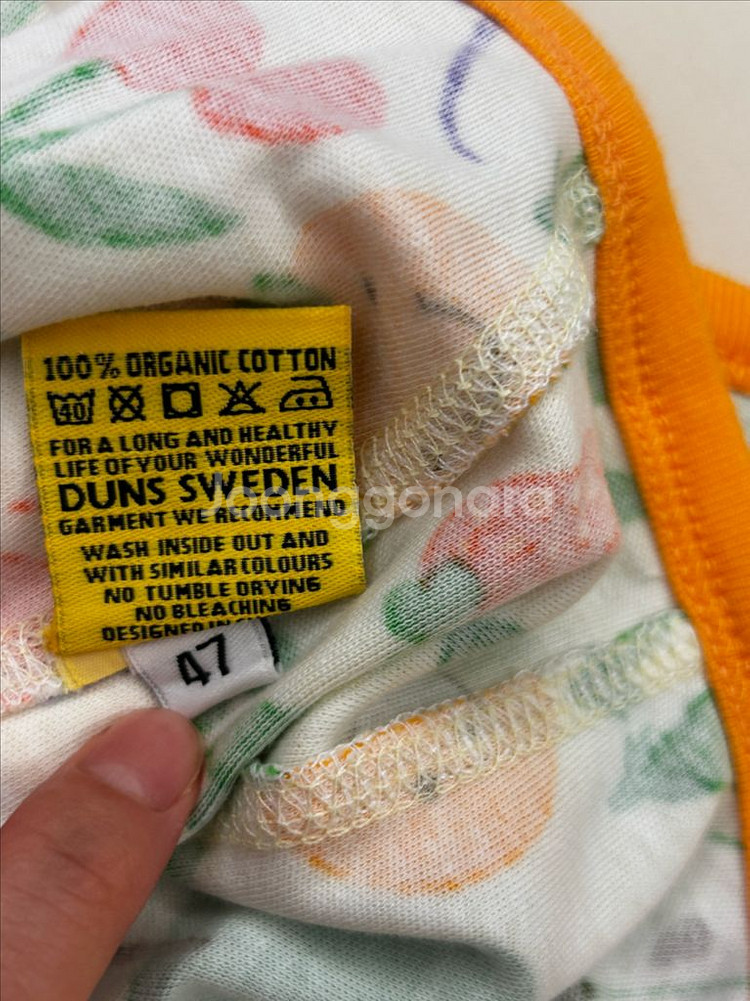 100% ORGANIC COTTON
40
FOR A LONG AND HEALTHY
LIFE OF YOUR WONDERFUL
DUNS SWEDEN
GARMENT WE RECOMMEND
WASH INSIDE OUT AND
WITH SIMILAR COLOURS
NO TUMBLE DRYING
NO BLEACHING
DESIGNED IN
47
Joonggonara